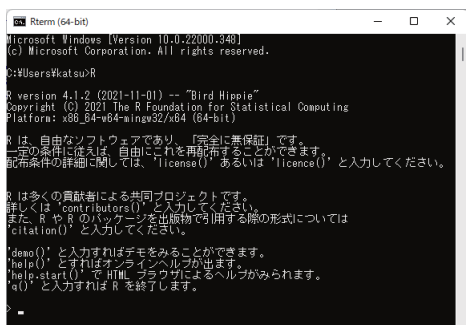 Rterm (64-bit)
Microsoft Windows [Version 10.0.22000.348]
(c) Microsoft Corporation. All rights reserved.
C:¥Users¥katsu>R
R version 4.1.2 (2021-11-01) -- "Bird Hippie"
Copyright (C) 2021 The R Foundation for Statistical Computing
Platform: x86_64-w64-mingw32/x64 (64-bit)
R は、自由なソフトウェアであり、「完全に無保証」です。
一定の条件に従えば、自由にこれを再配布することができます。
配布条件の詳細に関しては、'license()' あるいは 'licence()' と入力してください。
R は多くの貢献者による共同プロジェクトです。
詳しくは 'contributors()' と入力してください。
また、R や R のパッケージを出版物で引用する際の形式については
'citation()' と入力してください。
'demo()' と入力すればデモをみることができます。
'help()' とすればオンラインヘルプが出ます。
'help.start()' で HTML ブラウザによるヘルプがみられます。
'q()' と入力すれば R を終了します。
>